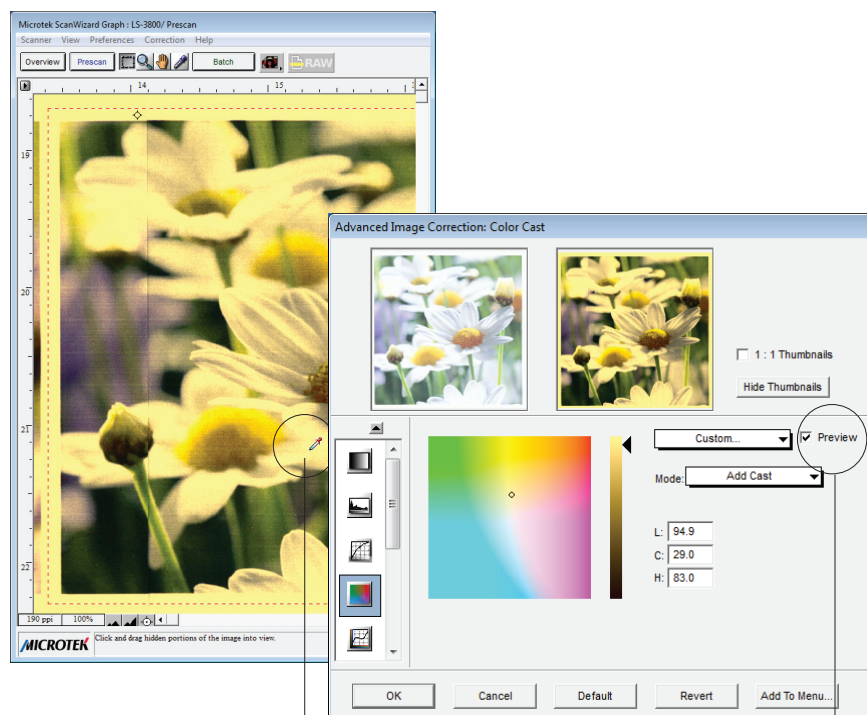 Microtek ScanWizard Graph : LS-3800/ Prescan
Scanner View Preferences Correction Help
Overview Prescan Batch RAW
14 15
19
20
21
22
190 ppi 100%
MICROTEK Click and drag hidden portions of the image into view.
Advanced Image Correction: Color Cast
1 : 1 Thumbnails
Hide Thumbnails
Custom... Preview
Mode: Add Cast
L: 94.9
C: 29.0
H: 83.0
OK Cancel Default Revert Add To Menu...